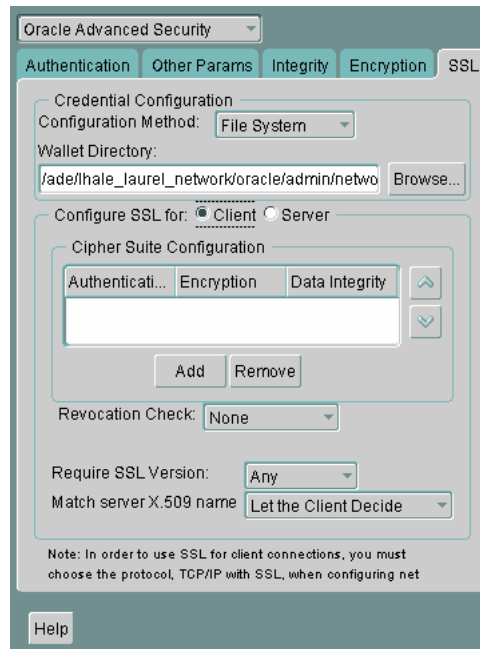 Oracle Advanced Security
Authentication Other Params Integrity Encryption SSL
Credential Configuration
Configuration Method: File System
Wallet Directory:
/ade/lhale_laurel_network/oracle/admin/netwo Browse...
Configure SSL for: Client Server
Cipher Suite Configuration
Authenticati... Encryption Data Integrity
Add Remove
Revocation Check: None
Require SSL Version: Any
Match server X.509 name Let the Client Decide
Note: In order to use SSL for client connections, you must
choose the protocol, TCP/IP with SSL, when configuring net
Help